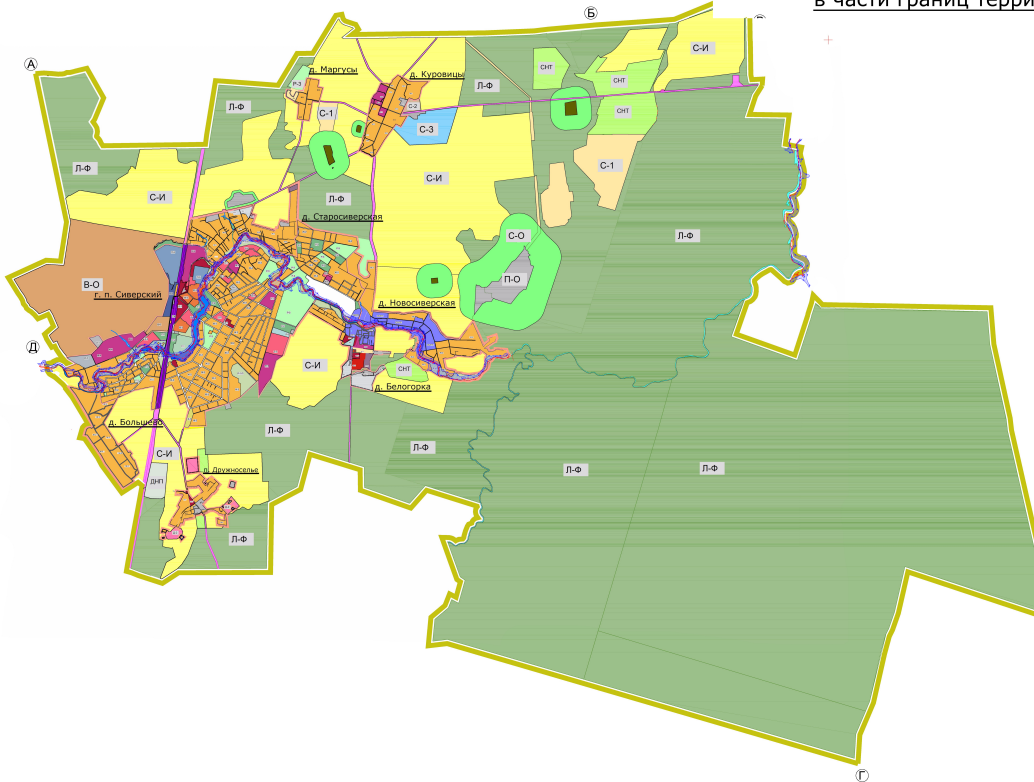 в части границ терри
Б
С-И
А
д. Маргусы
д. Куровицы
СНТ
СНТ
Р-3
Л-Ф
Л-Ф
С-2
С-1
СНТ
С-3
Л-Ф
С-1
С-И
С-И
Л-Ф
д. Старосиверская
С-О
Л-Ф
П-О
В-О
г. п. Сиверский
д. Новосиверская
Д
С-И
СНТ
д. Белогорка
д. Большево
Л-Ф
Л-Ф
С-И
д. Дружноселье
Л-Ф
Л-Ф
ДНП
Л-Ф
Г